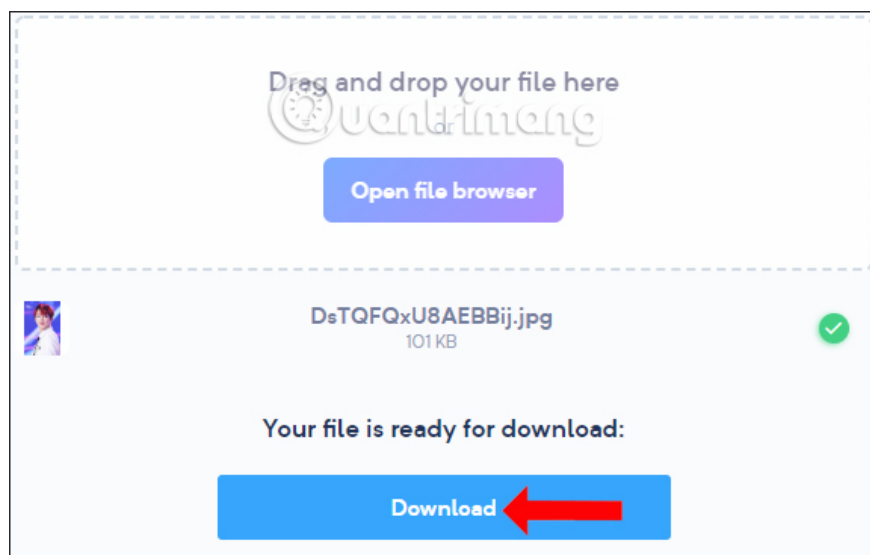 Drag and drop your file here
or
Quantrimang
Open file browser
DsTQFQxU8AEBBij.jpg
101 KB
Your file is ready for download:
Download